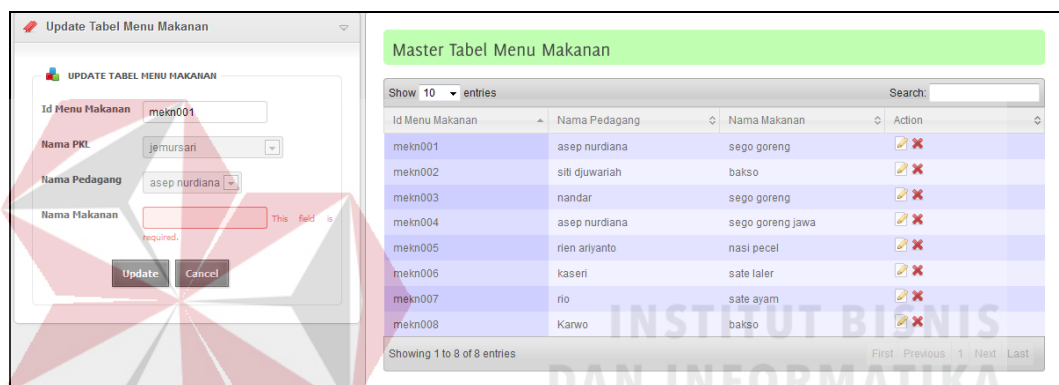 Update Tabel Menu Makanan
UPDATE TABEL MENU MAKANAN
Id Menu Makanan mekn001
Nama PKL jemursari
Nama Pedagang asep nurdiana
Nama Makanan This field is
required.
Update Cancel
Master Tabel Menu Makanan
Show 10 entries Search:
Id Menu Makanan Nama Pedagang Nama Makanan Action
mekn001 asep nurdiana sego goreng
mekn002 siti djuwariah bakso
mekn003 nandar sego goreng
mekn004 asep nurdiana sego goreng jawa
mekn005 rien ariyanto nasi pecel
mekn006 kaseri sate laler
mekn007 rio sate ayam
mekn008 Karwo bakso
Showing 1 to 8 of 8 entries First Previous 1 Next Last
INSTITUT BISNIS
DAN INFORMATIKA